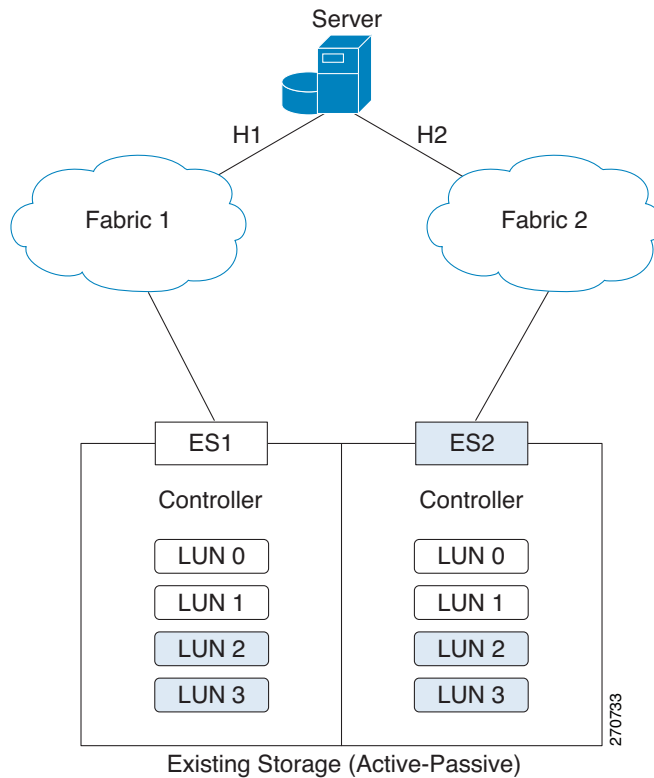 Server
H1
H2
Fabric 1
Fabric 2
ES1
ES2
Controller
Controller
LUN 0
LUN 0
LUN 1
LUN 1
LUN 2
LUN 2
LUN 3
LUN 3
270733
Existing Storage (Active-Passive)